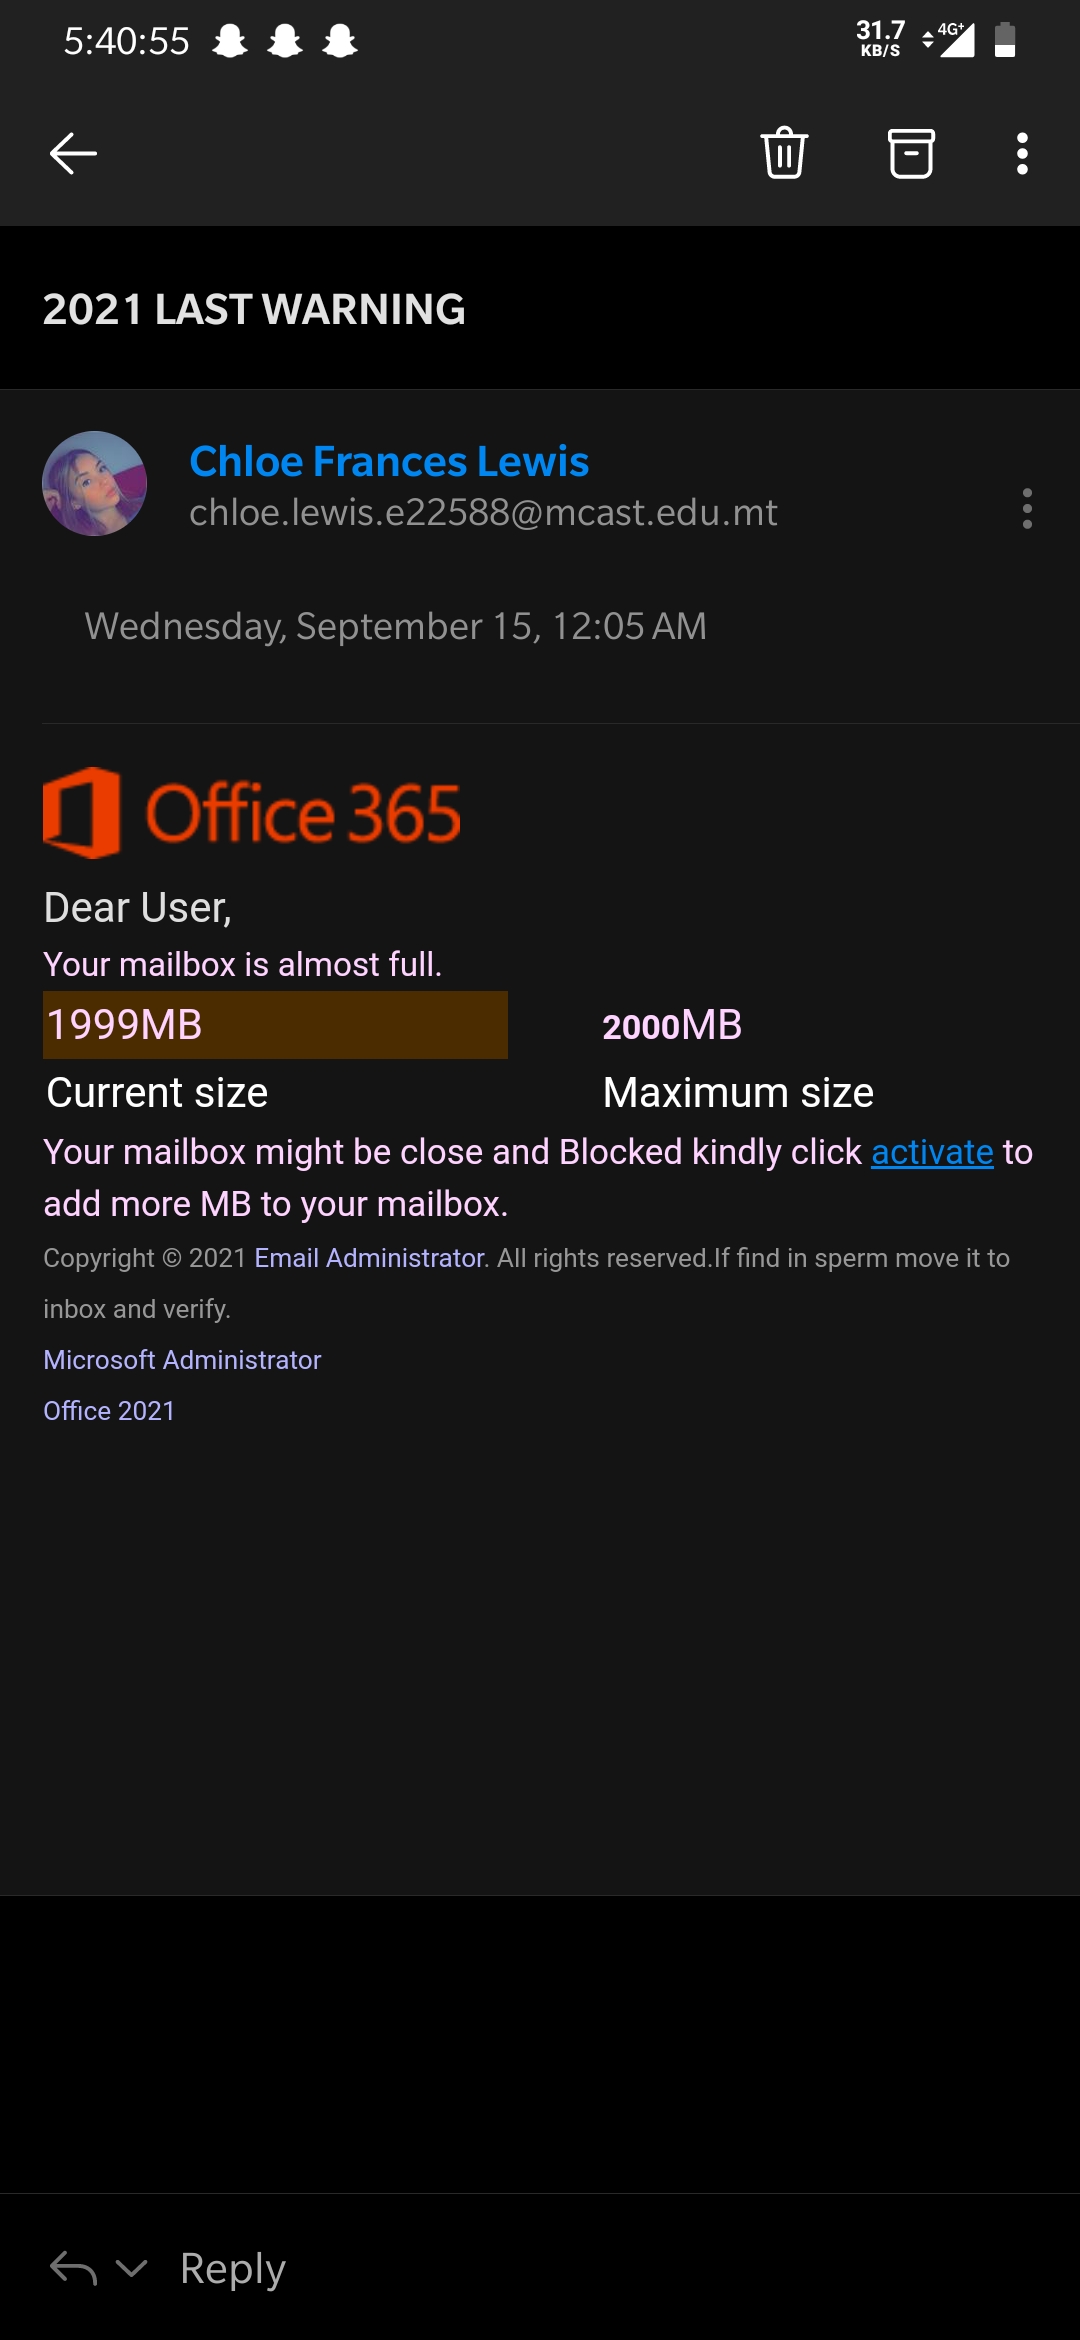 5:40:55
31.7
KB/S
4G+
2021 LAST WARNING
Chloe Frances Lewis
chloe.lewis.e22588@mcast.edu.mt
Wednesday, September 15, 12:05 AM
Office 365
Dear User,
Your mailbox is almost full.
1999MB 2000MB
Current size Maximum size
Your mailbox might be close and Blocked kindly click activate to
add more MB to your mailbox.
Copyright © 2021 Email Administrator. All rights reserved.If find in sperm move it to
inbox and verify.
Microsoft Administrator
Office 2021
Reply